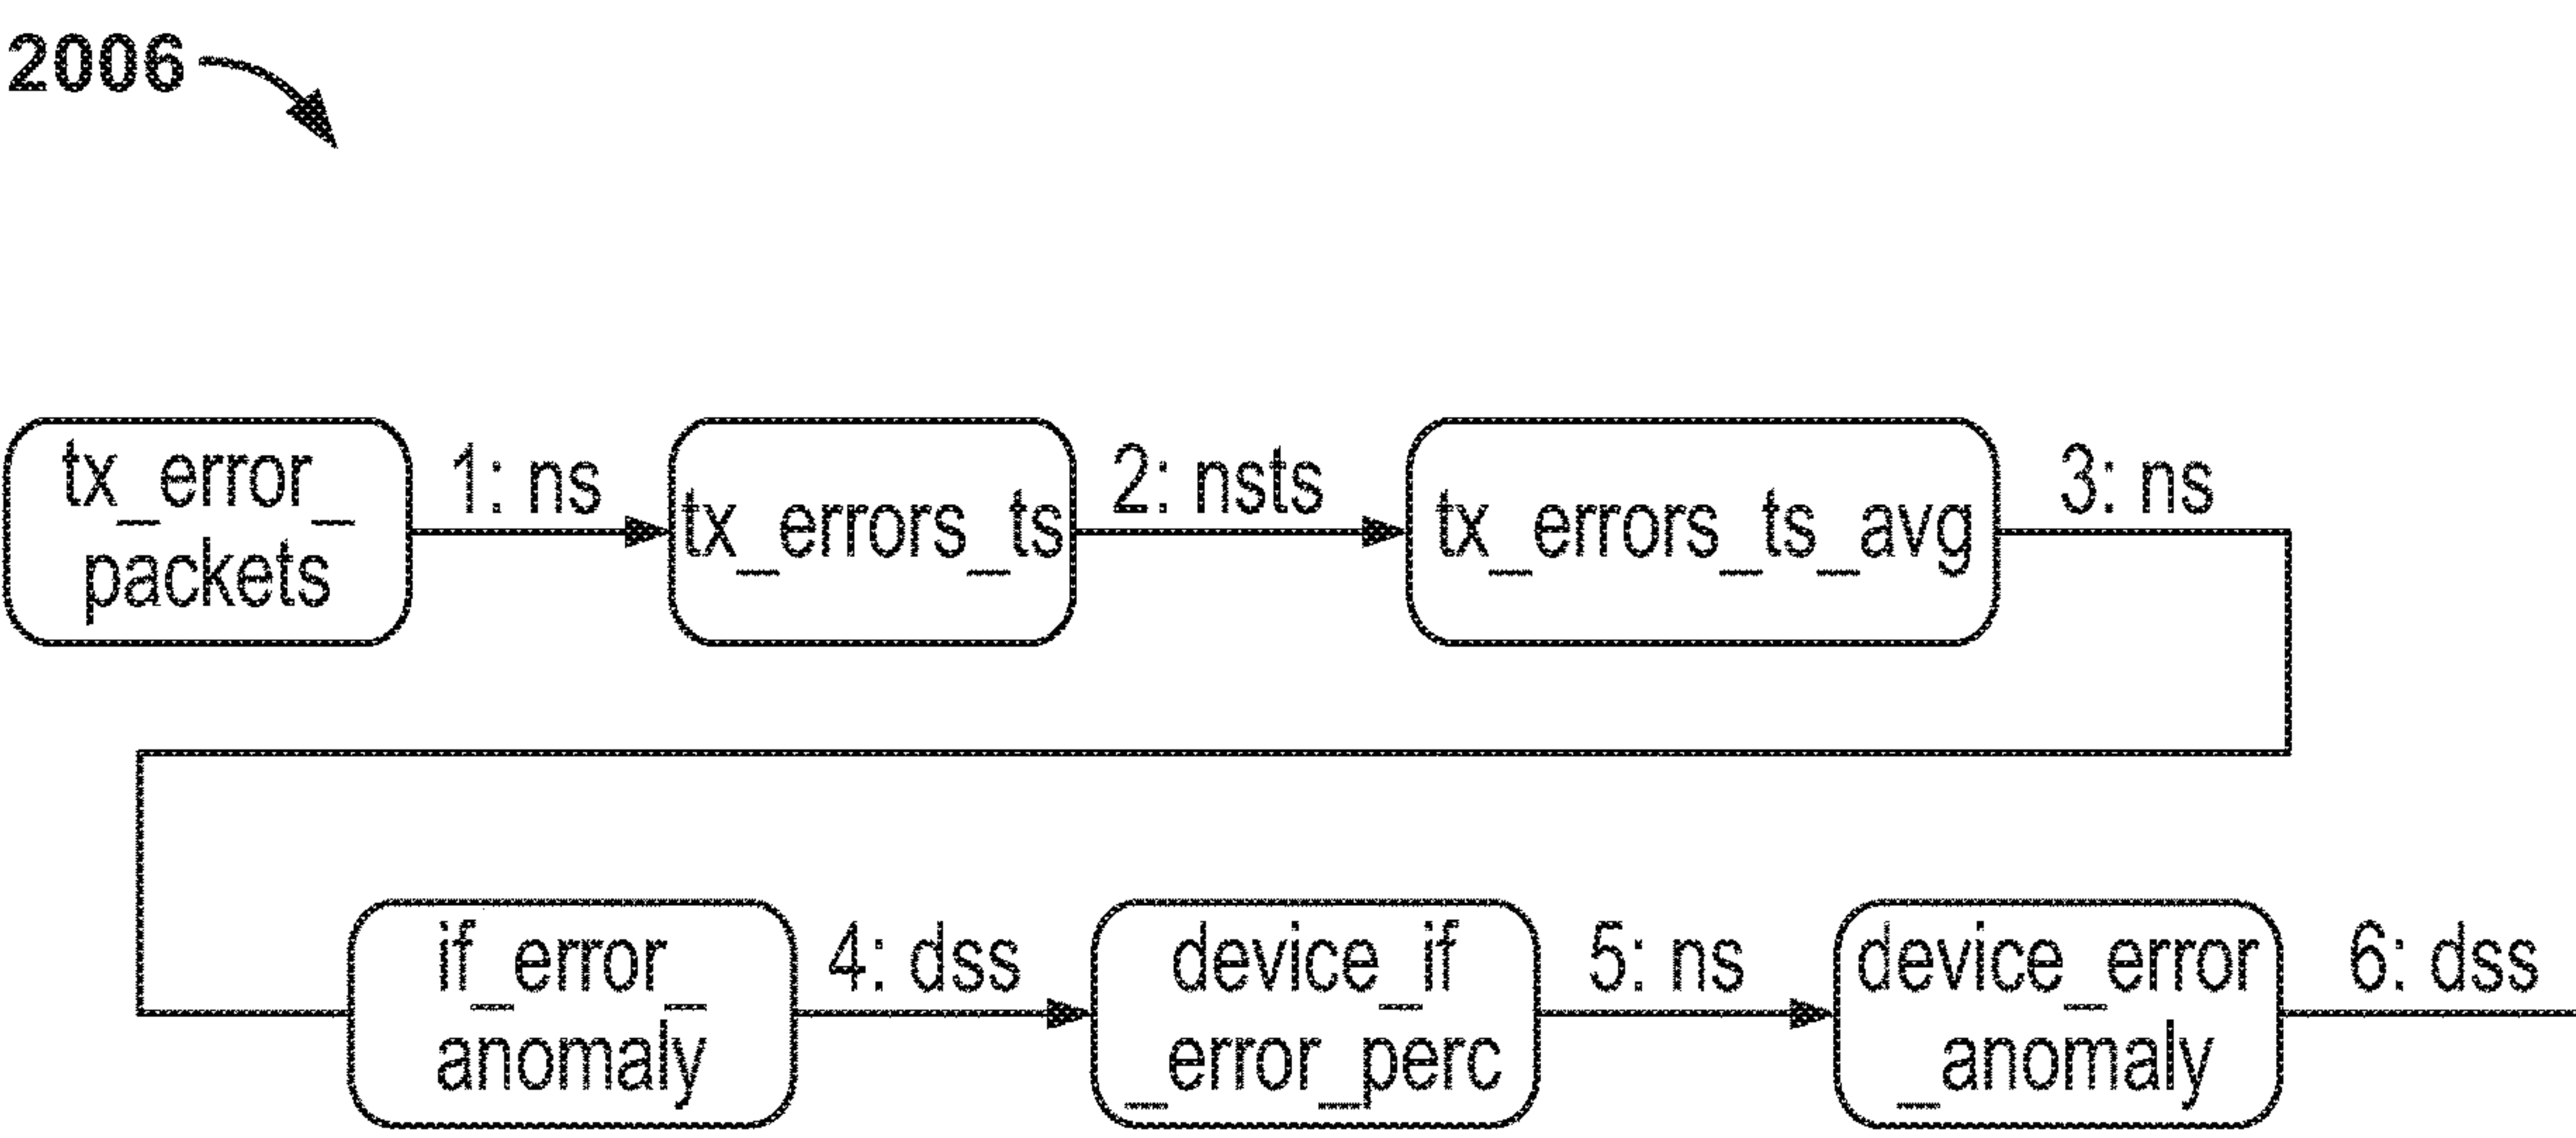 2006
tx_error_
packets
1: ns
tx_errors_ts
2: nsts
tx_errors_ts_avg
3: ns
if_error_
anomaly
4: dss
device_if
_error_perc
5: ns
device_error
_anomaly
6: dss